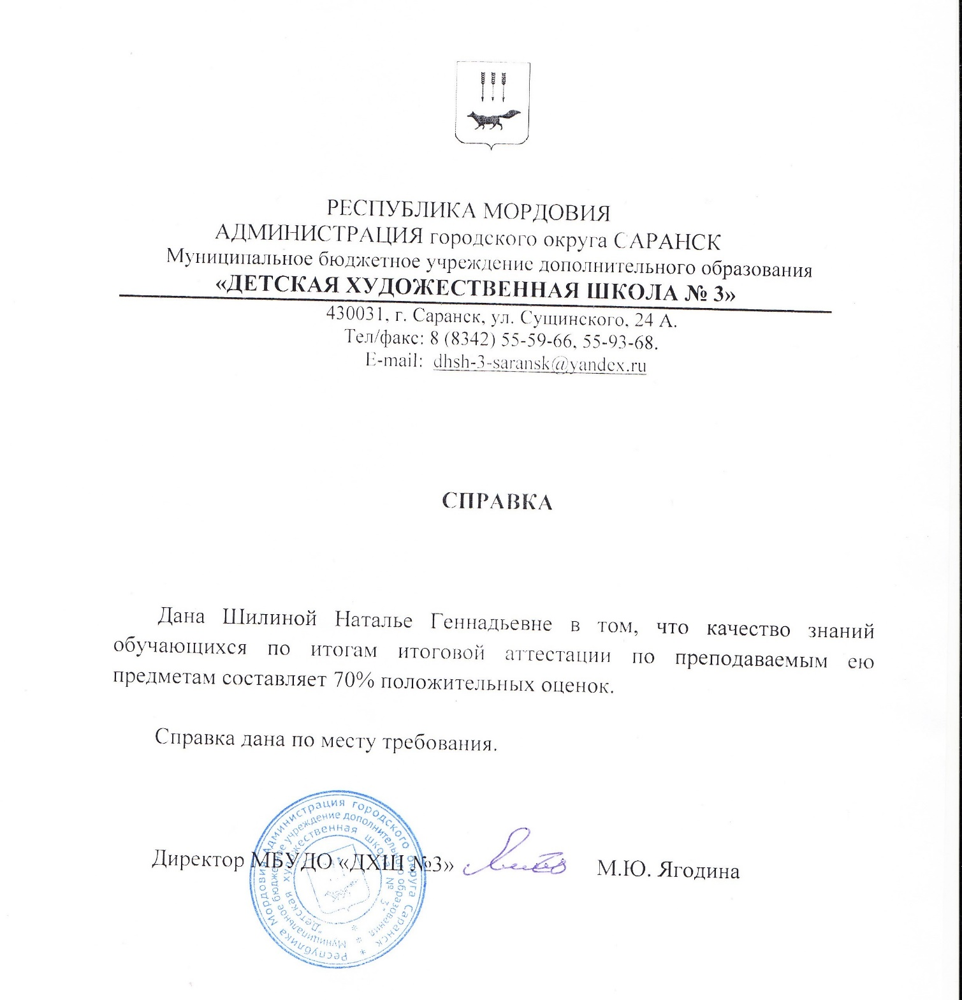 РЕСПУБЛИКА МОРДОВИЯ
АДМИНИСТРАЦИЯ городского округа САРАНСК
Муниципальное бюджетное учреждение дополнительного образования
«ДЕТСКАЯ ХУДОЖЕСТВЕННАЯ ШКОЛА № 3»
430031, г. Саранск, ул. Сущинского, 24 А.
Тел/факс: 8 (8342) 55-59-66, 55-93-68.
E-mail: dhsh-3-saransk@yandex.ru
СПРАВКА
Дана Шилиной Наталье Геннадьевне в том, что качество знаний
обучающихся по итогам итоговой аттестации по преподаваемым ею
предметам составляет 70% положительных оценок.
Справка дана по месту требования.
Директор МБУДО «ДХШ №3» М.Ю. Ягодина
Республика Мордовия Администрация городского округа Саранск *
Муниципальное бюджетное учреждение дополнительного образования *
"Детская художественная школа № 3" *